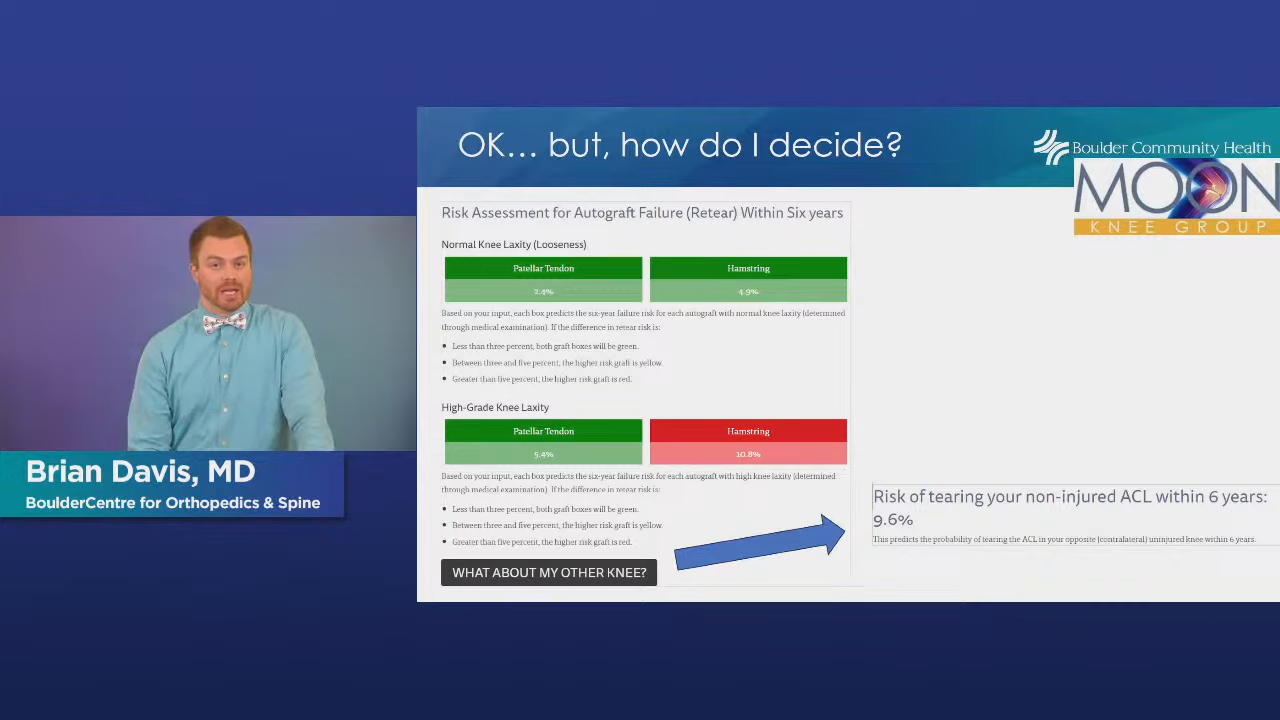 OK... but, how do I decide?
Boulder Community Health
MOON
KNEE GROUP
Risk Assessment for Autograft Failure (Retear) Within Six years
Normal Knee Laxity (Looseness)
Patellar Tendon
Hamstring
2.4%
4.9%
Based on your input, each box predicts the six-year failure risk for each autograft with normal knee laxity (determined
through medical examination). If the difference in retear risk is:
• Less than three percent, both graft boxes will be green.
• Between three and five percent, the higher risk graft is yellow.
• Greater than five percent, the higher risk graft is red.
High-Grade Knee Laxity
Patellar Tendon
Hamstring
5.4%
10.8%
Based on your input, each box predicts the six-year failure risk for each autograft with high knee laxity (determined
through medical examination). If the difference in retear risk is:
• Less than three percent, both graft boxes will be green.
• Between three and five percent, the higher risk graft is yellow.
• Greater than five percent, the higher risk graft is red.
WHAT ABOUT MY OTHER KNEE?
Risk of tearing your non-injured ACL within 6 years:
9.6%
This predicts the probability of tearing the ACL in your opposite (contralateral) uninjured knee within 6 years.
Brian Davis, MD
BoulderCentre for Orthopedics & Spine